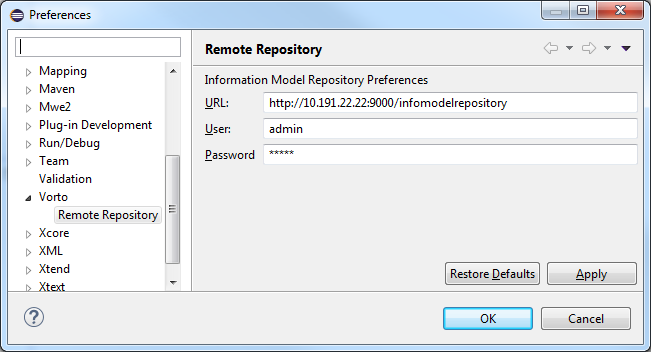 Preferences
Mapping
Maven
Mwe2
Plug-in Development
Run/Debug
Team
Validation
Vorto
Remote Repository
Xcore
XML
Xtend
Xtext
Remote Repository
Information Model Repository Preferences
URL: http://10.191.22.22:9000/infomodelrepository
User: admin
Password *****
Restore Defaults Apply
? OK Cancel